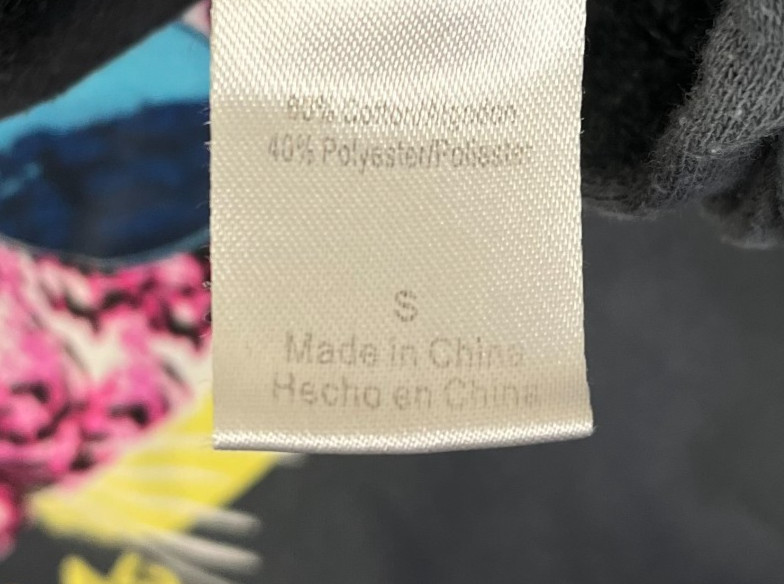 60% Cotton/Algodon
40% Polyester/Poliester
S
Made in China
Hecho en China